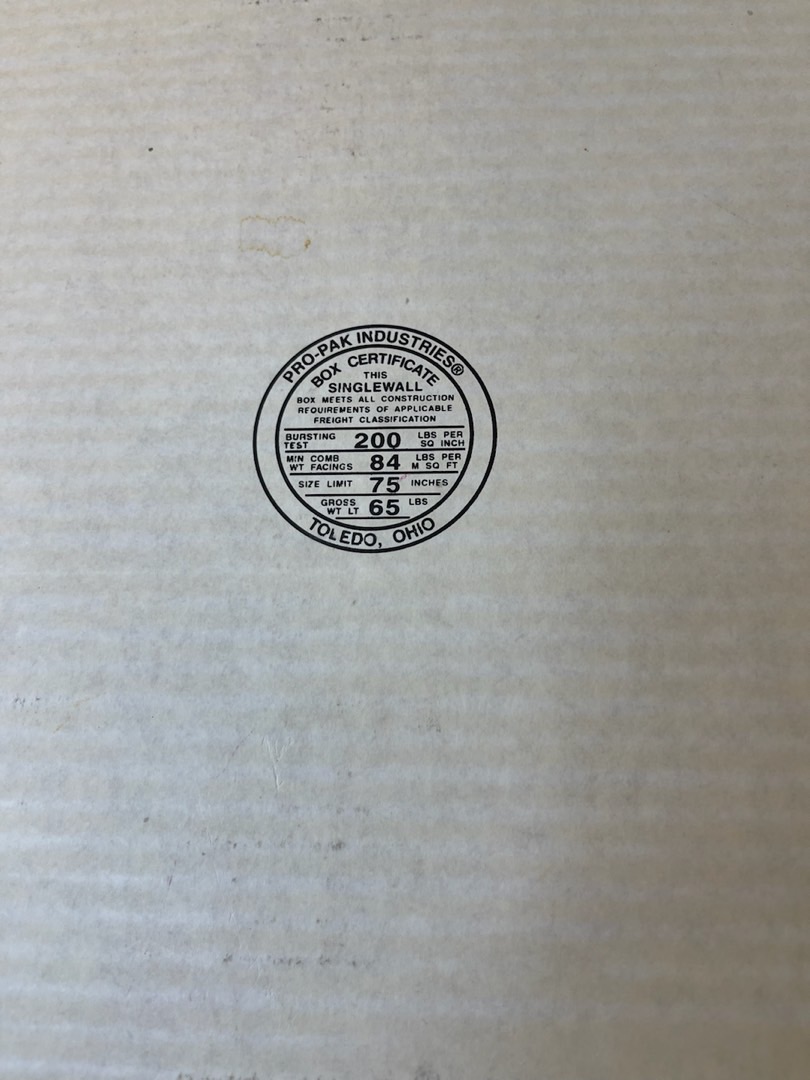 PRO-PAK INDUSTRIES®
BOX CERTIFICATE
THIS
SINGLEWALL
BOX MEETS ALL CONSTRUCTION
REQUIREMENTS OF APPLICABLE
FREIGHT CLASSIFICATION
BURSTING TEST 200 LBS PER SQ INCH
MIN COMB WT FACINGS 84 LBS PER M SQ FT
SIZE LIMIT 75 INCHES
GROSS WT LT 65 LBS
TOLEDO, OHIO